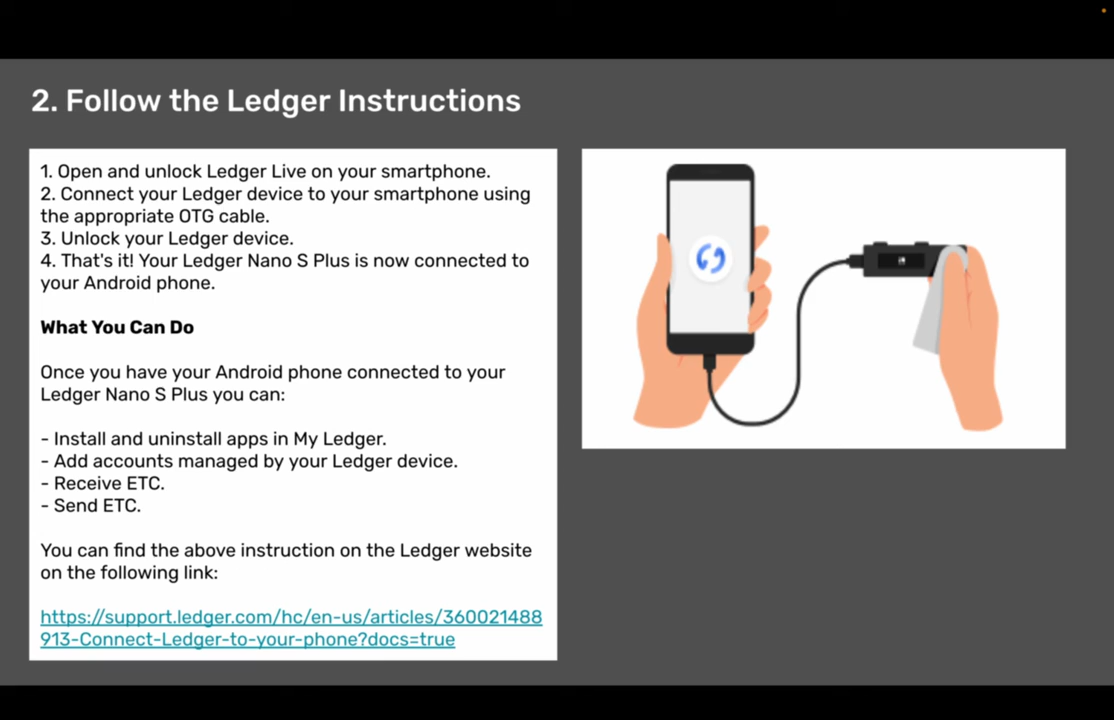 2. Follow the Ledger Instructions
1. Open and unlock Ledger Live on your smartphone.
2. Connect your Ledger device to your smartphone using
the appropriate OTG cable.
3. Unlock your Ledger device.
4. That's it! Your Ledger Nano S Plus is now connected to
your Android phone.
What You Can Do
Once you have your Android phone connected to your
Ledger Nano S Plus you can:
- Install and uninstall apps in My Ledger.
- Add accounts managed by your Ledger device.
- Receive ETC.
- Send ETC.
You can find the above instruction on the Ledger website
on the following link:
https://support.ledger.com/hc/en-us/articles/360021488
913-Connect-Ledger-to-your-phone?docs=true